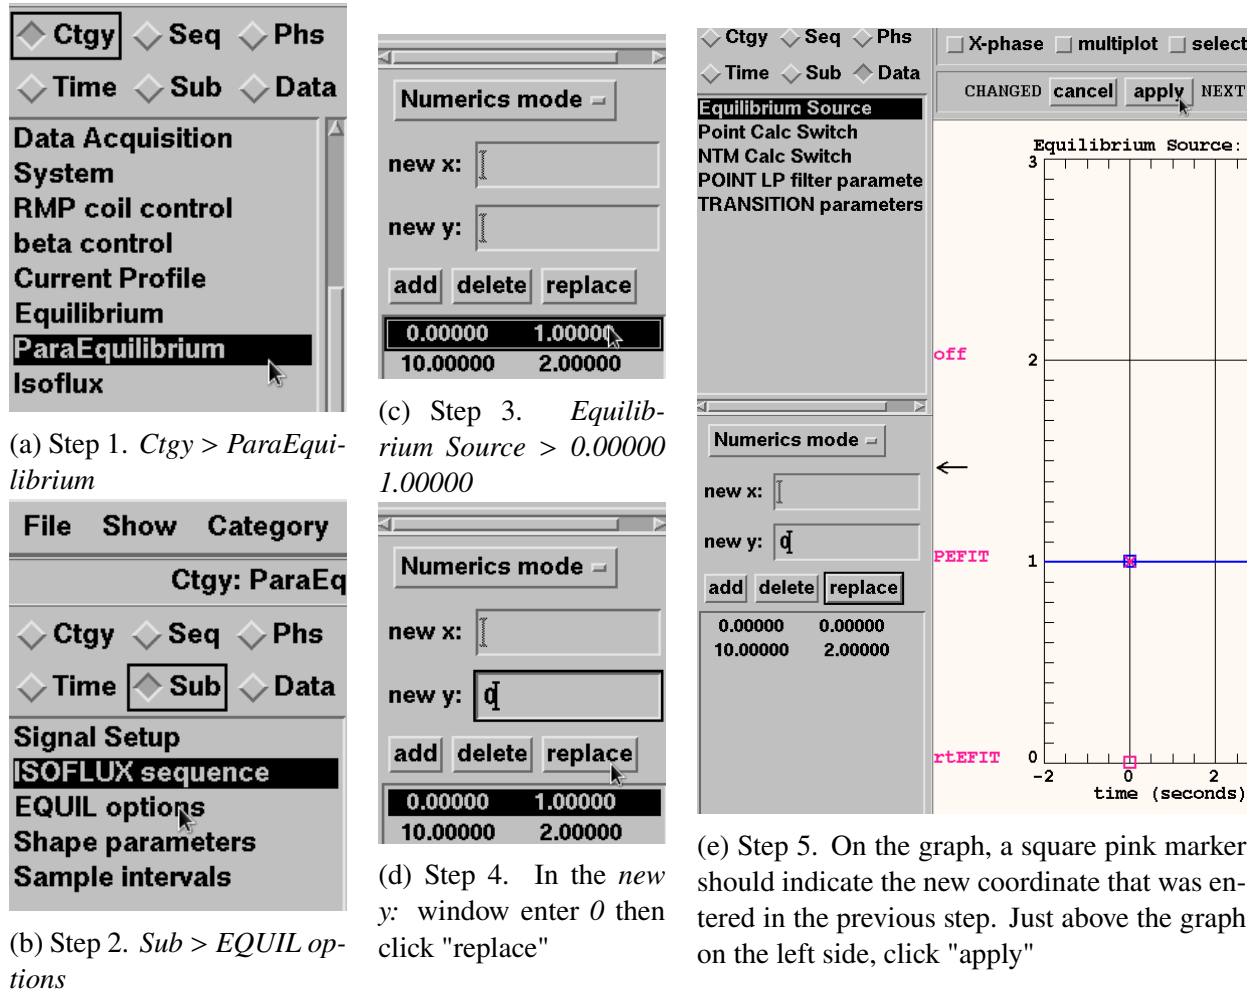 Ctgy Seq Phs
Time Sub Data
Data Acquisition
System
RMP coil control
beta control
Current Profile
Equilibrium
ParaEquilibrium
Isoflux
(a) Step 1. Ctgy > ParaEqui-
librium
File Show Category
Ctgy: ParaEq
Ctgy Seq Phs
Time Sub Data
Signal Setup
ISOFLUX sequence
EQUIL options
Shape parameters
Sample intervals
(b) Step 2. Sub > EQUIL op-
tions
Numerics mode
new x:
new y:
add delete replace
0.00000 1.00000
10.00000 2.00000
(c) Step 3. Equilib-
rium Source > 0.00000
1.00000
Numerics mode
new x:
new y: 0
add delete replace
0.00000 1.00000
10.00000 2.00000
(d) Step 4. In the new
y: window enter 0 then
click "replace"
Ctgy Seq Phs
Time Sub Data
Equilibrium Source
Point Calc Switch
NTM Calc Switch
POINT LP filter paramete
TRANSITION parameters
Numerics mode
new x:
new y: 0
add delete replace
0.00000 0.00000
10.00000 2.00000
X-phase multiplot select
CHANGED cancel apply NEXT
Equilibrium Source:
3
off 2
PEFIT 1
rtEFIT 0
-2 0 2
time (seconds)
(e) Step 5. On the graph, a square pink marker
should indicate the new coordinate that was en-
tered in the previous step. Just above the graph
on the left side, click "apply"